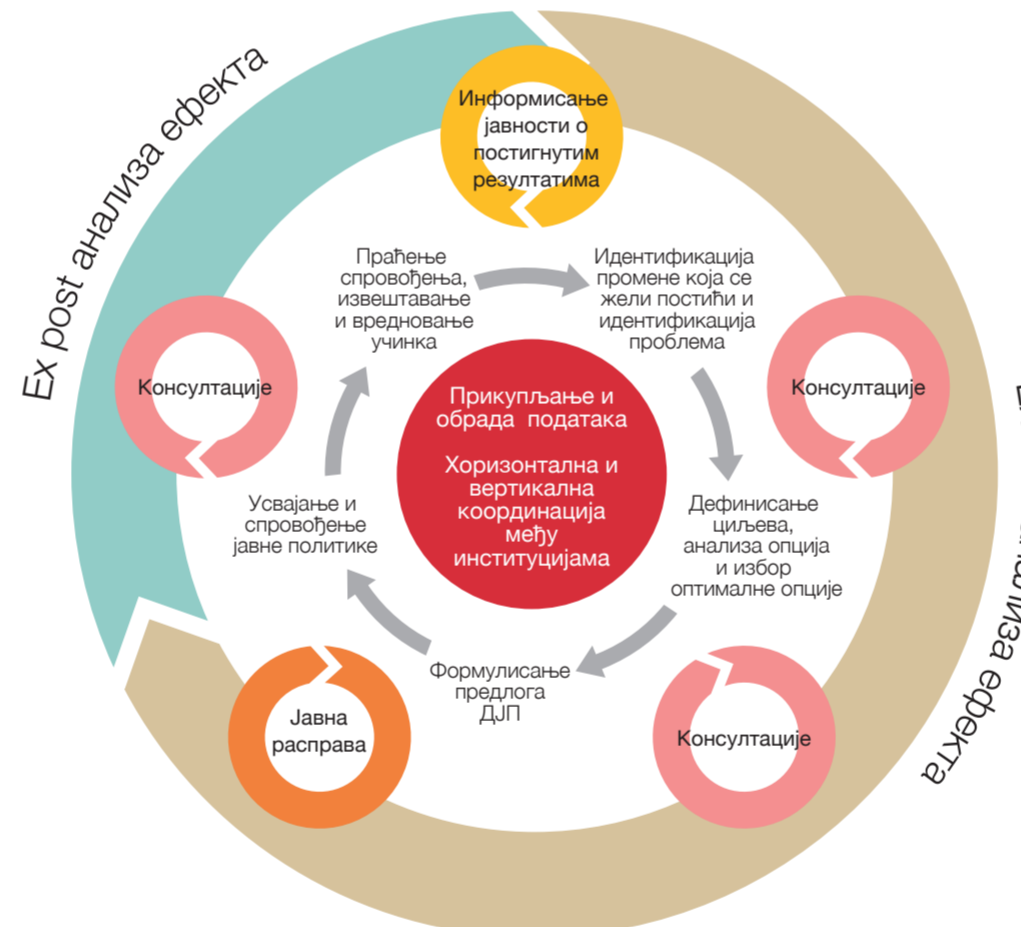 Ex post анализа ефекта
Информисање
јавности о
постигнутим
резултатима
Праћење
спровођења,
извештавање
и вредновање
учинка
Идентификација
промене која се
жели постићи и
идентификација
проблема
Консултације
Консултације
Прикупљање и
обрада података
Хоризонтална и
вертикална
координација
међу
институцијама
Усвајање и
спровођење
јавне политике
Дефинисање
циљева,
анализа опција
и избор
оптималне опције
Формулисање
предлога
ДЈП
Јавна
расправа
Консултације
ефекта